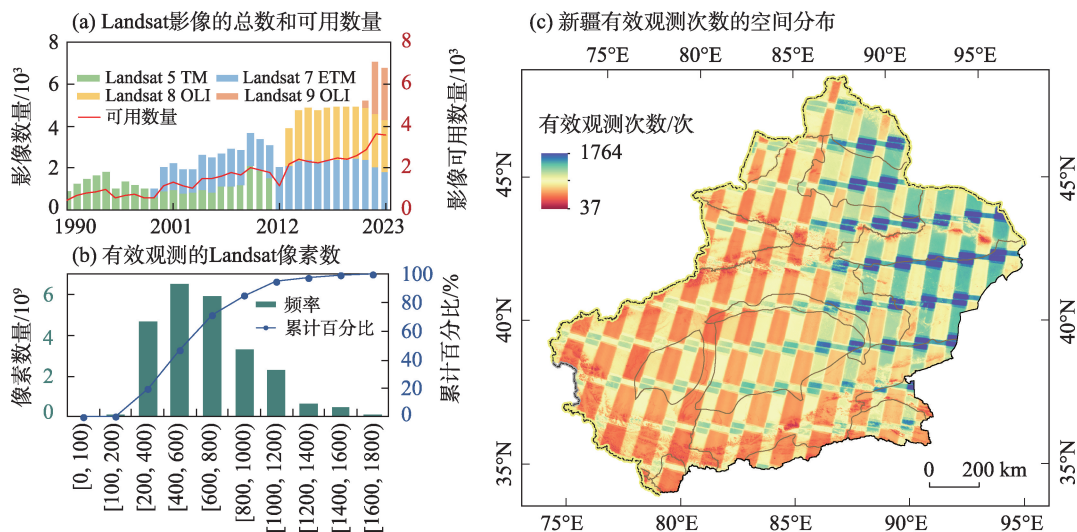 (a) Landsat影像的总数和可用数量
8
6
4
2
0
影像数量/10³
Landsat 5 TM
Landsat 7 ETM
Landsat 8 OLI
Landsat 9 OLI
可用数量
8
6
4
2
0
影像可用数量/10³
1990
2001
2012
2023
(b) 有效观测的Landsat像素数
6
4
2
0
像素数量/10⁹
频率
累计百分比
100
80
60
40
20
0
累计百分比/%
[0, 100)
[100, 200)
[200, 400)
[400, 600)
[600, 800)
[800, 1000)
[1000, 1200)
[1200, 1400)
[1400, 1600)
[1600, 1800)
(c) 新疆有效观测次数的空间分布
75°E
80°E
85°E
90°E
95°E
有效观测次数/次
1764
37
45°N
40°N
35°N
45°N
40°N
35°N
0 200 km
75°E
80°E
85°E
90°E
95°E